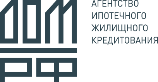 ДОМ
РФ
АГЕНТСТВО
ИПОТЕЧНОГО
ЖИЛИЩНОГО
КРЕДИТОВАНИЯ